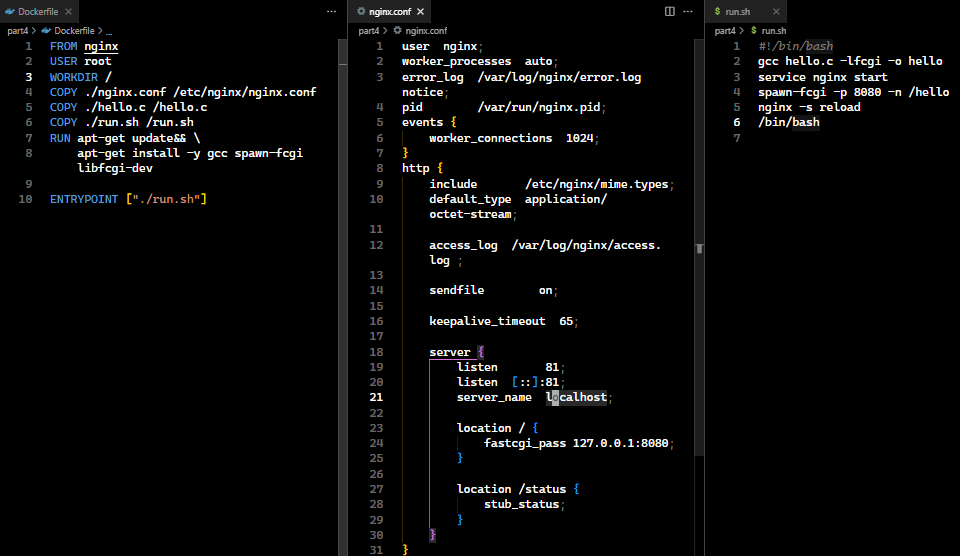 Dockerfile ×
part4 > Dockerfile > ...
1 FROM nginx
2 USER root
3 WORKDIR /
4 COPY ./nginx.conf /etc/nginx/nginx.conf
5 COPY ./hello.c /hello.c
6 COPY ./run.sh /run.sh
7 RUN apt-get update&& \
8 apt-get install -y gcc spawn-fcgi
libfcgi-dev
9
10 ENTRYPOINT ["./run.sh"]
nginx.conf ×
part4 > nginx.conf
1 user nginx;
2 worker_processes auto;
3 error_log /var/log/nginx/error.log
notice;
4 pid /var/run/nginx.pid;
5 events {
6 worker_connections 1024;
7 }
8 http {
9 include /etc/nginx/mime.types;
10 default_type application/
octet-stream;
11
12 access_log /var/log/nginx/access.
log ;
13
14 sendfile on;
15
16 keepalive_timeout 65;
17
18 server {
19 listen 81;
20 listen [::]:81;
21 server_name localhost;
22
23 location / {
24 fastcgi_pass 127.0.0.1:8080;
25 }
26
27 location /status {
28 stub_status;
29 }
30 }
31 }
$ run.sh ×
part4 > $ run.sh
1 #!/bin/bash
2 gcc hello.c -lfcgi -o hello
3 service nginx start
4 spawn-fcgi -p 8080 -n /hello
5 nginx -s reload
6 /bin/bash
7